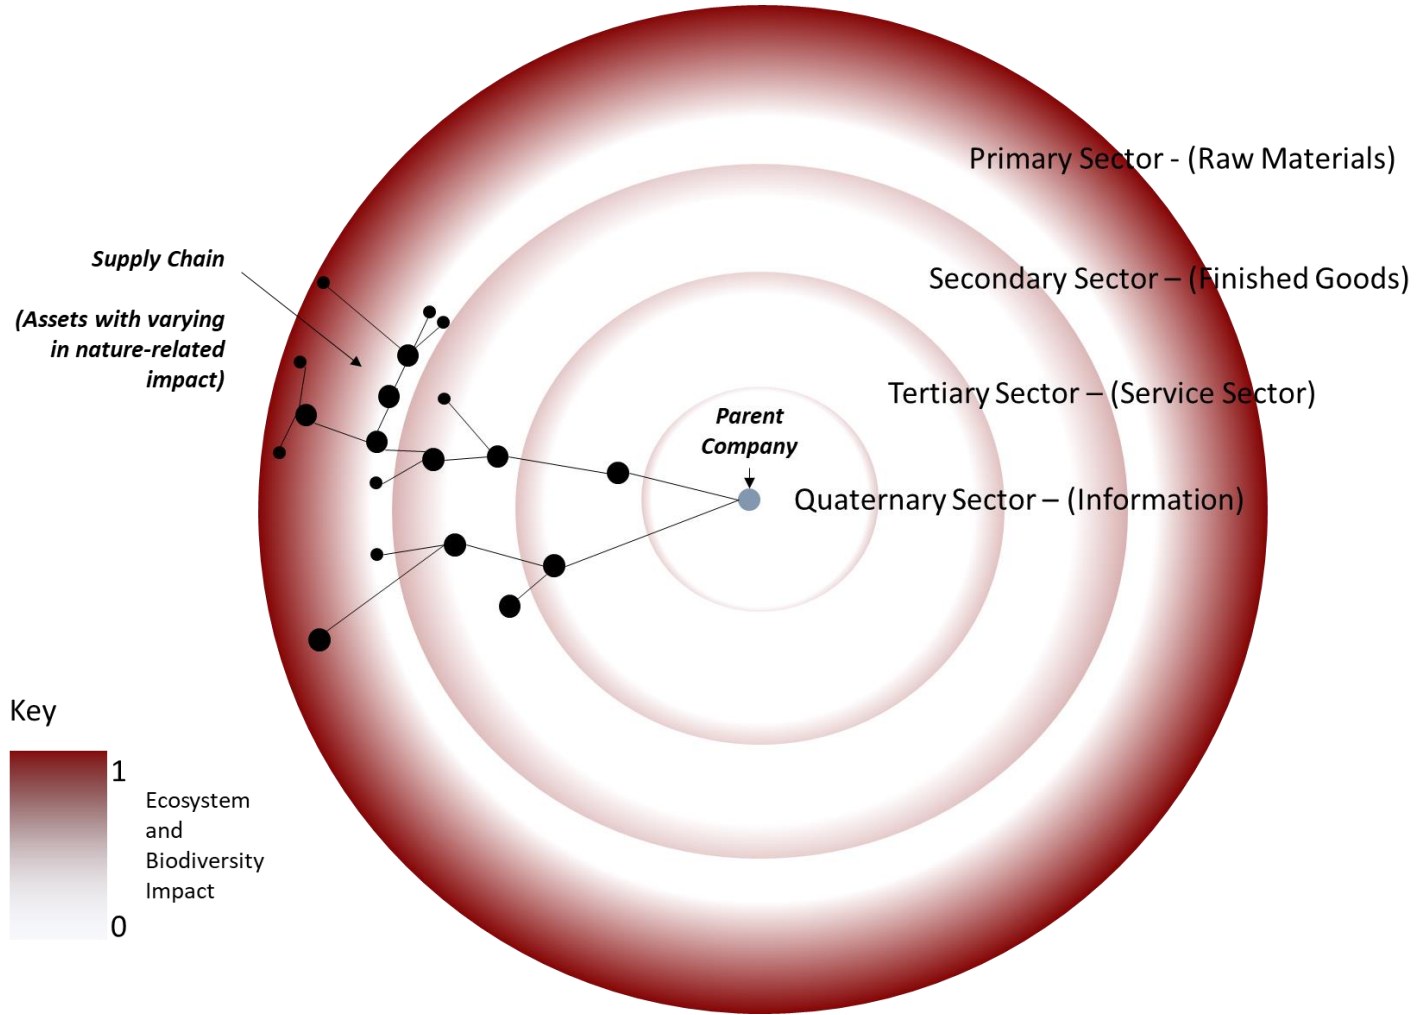 Primary Sector - (Raw Materials)
Secondary Sector – (Finished Goods)
Tertiary Sector – (Service Sector)
Quaternary Sector – (Information)
Supply Chain
(Assets with varying
in nature-related
impact)
Parent
Company
Key
1
0
Ecosystem
and
Biodiversity
Impact